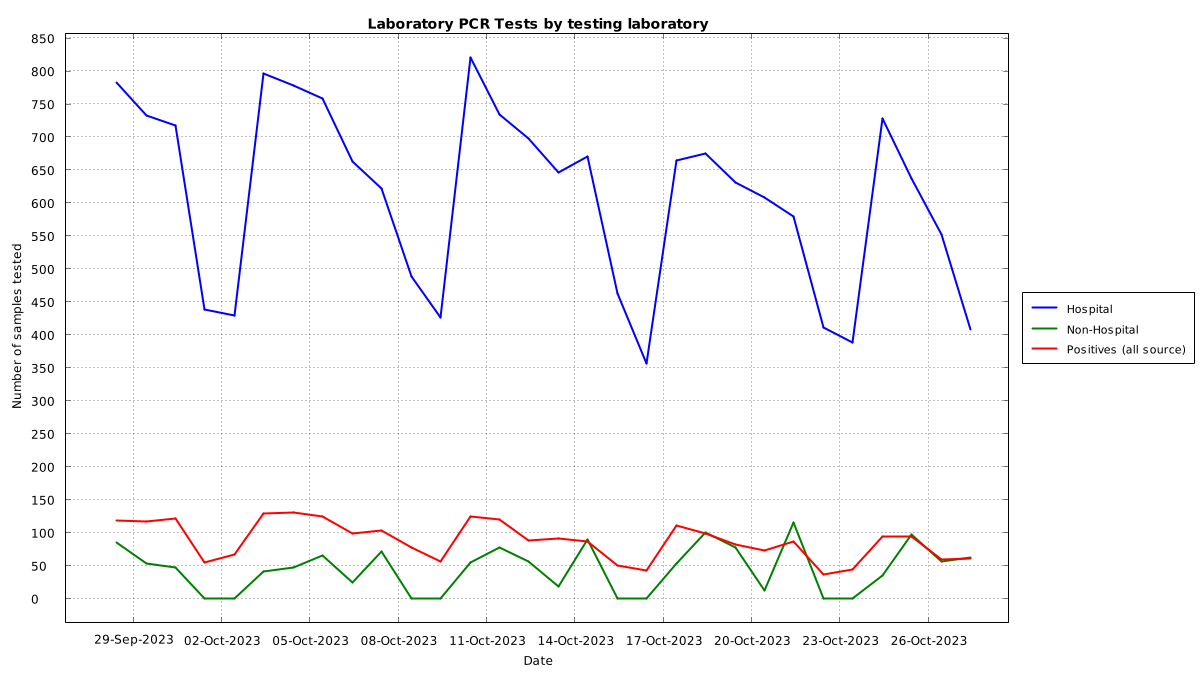 Laboratory PCR Tests by testing laboratory
850
800
750
700
650
600
550
500
450
400
350
300
250
200
150
100
50
0
Number of samples tested
29-Sep-2023 02-Oct-2023 05-Oct-2023 08-Oct-2023 11-Oct-2023 14-Oct-2023 17-Oct-2023 20-Oct-2023 23-Oct-2023 26-Oct-2023
Date
Hospital
Non-Hospital
Positives (all source)